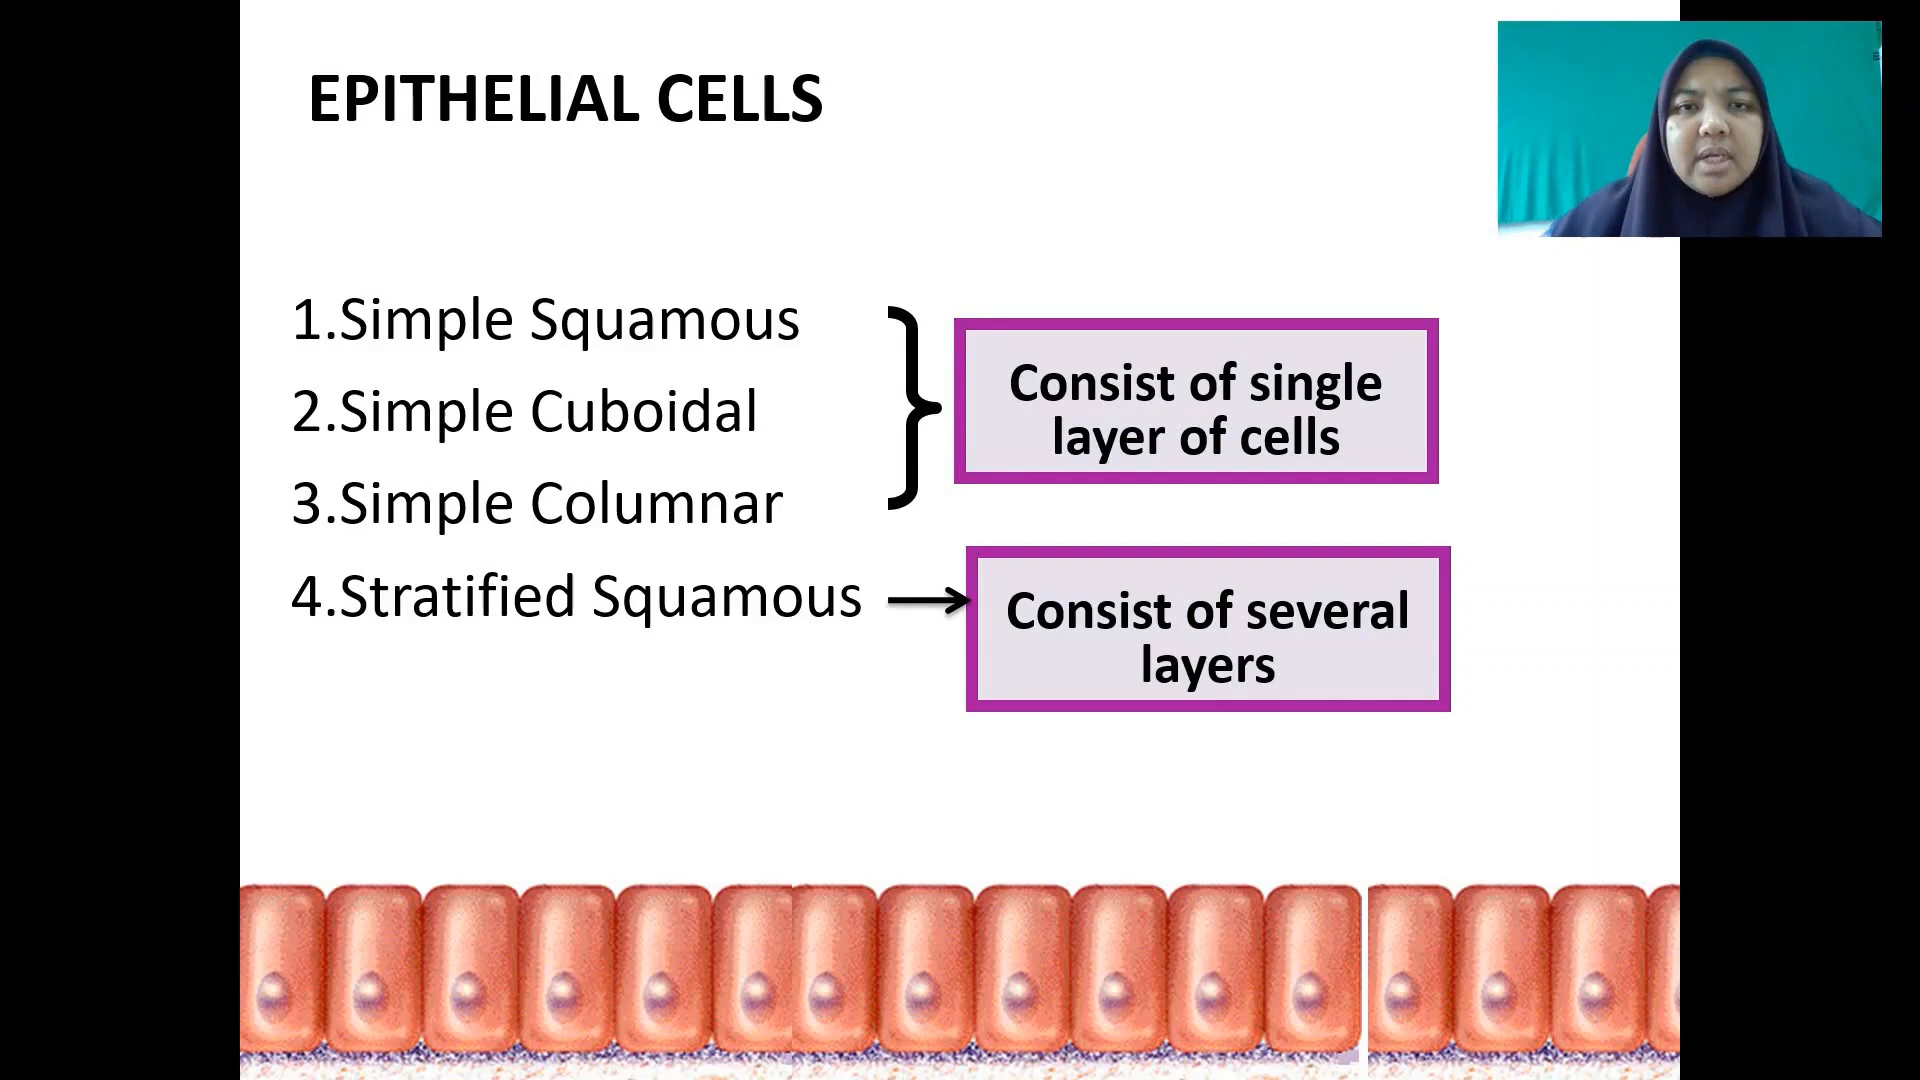 EPITHELIAL CELLS
1.Simple Squamous
2.Simple Cuboidal
3.Simple Columnar
4.Stratified Squamous
Consist of single
layer of cells
Consist of several
layers